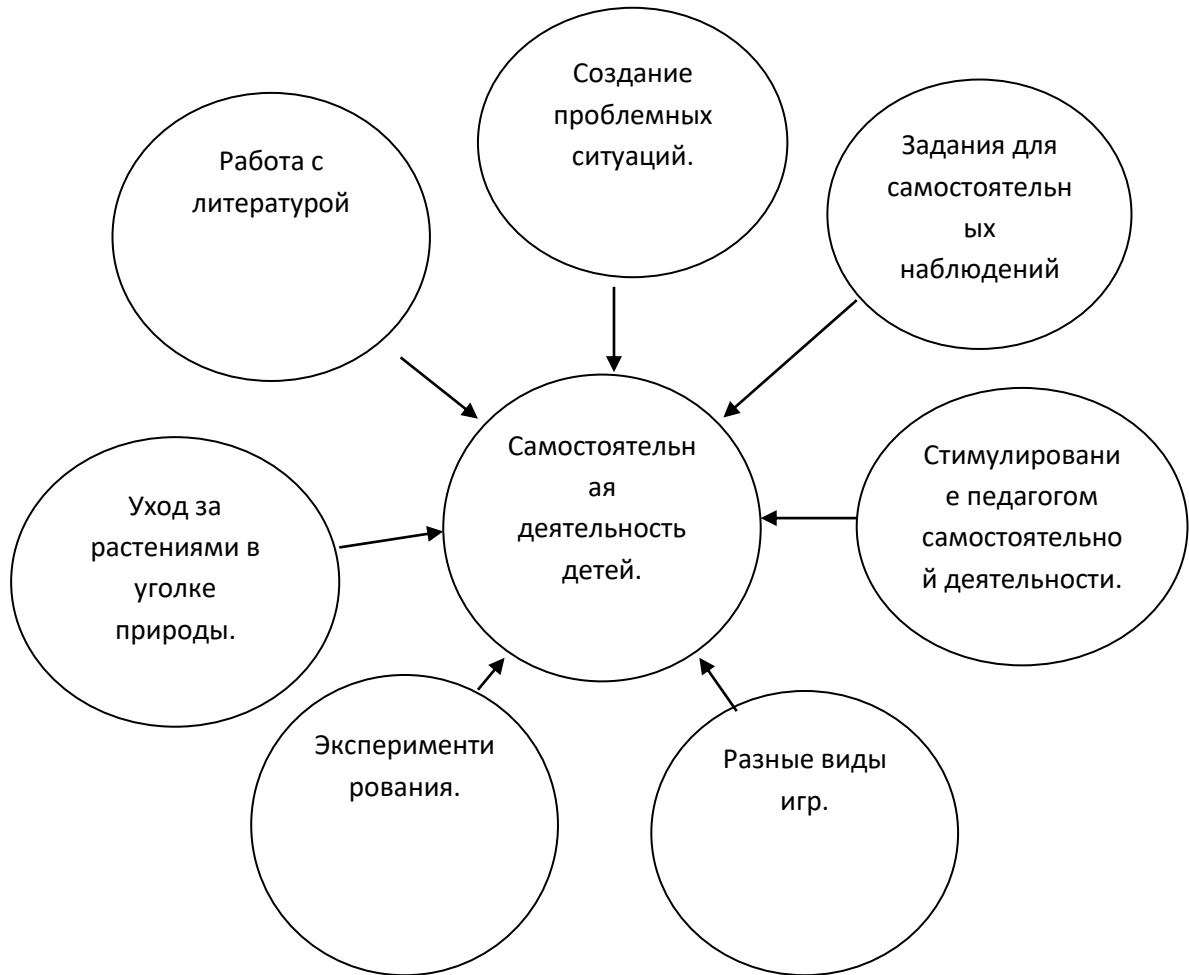 Создание
проблемных
ситуаций.
Работа с
литературой
Задания для
самостоятельн
ых
наблюдений
Самостоятельн
ая
деятельность
детей.
Стимулировани
е педагогом
самостоятельно
й деятельности.
Уход за
растениями в
уголке
природы.
Эксперименти
рования.
Разные виды
игр.